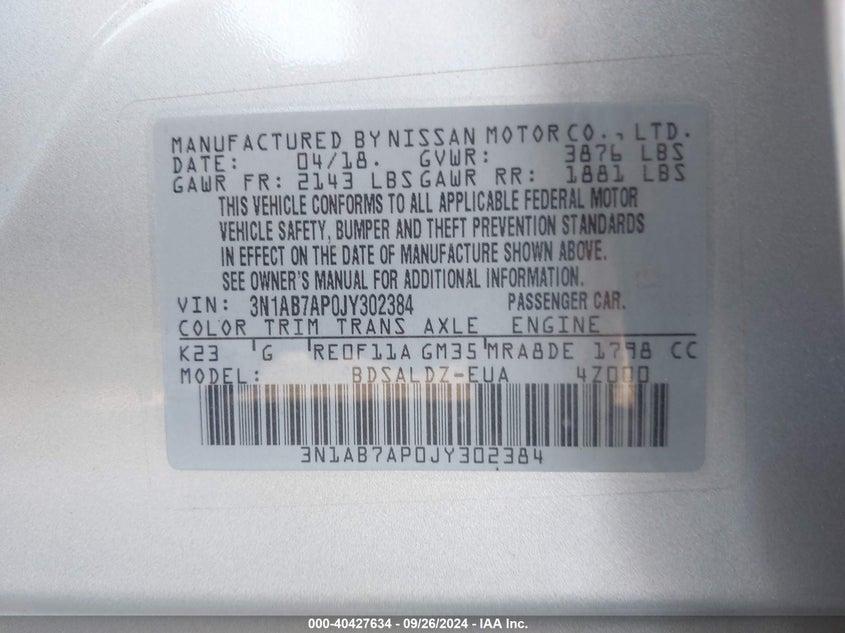 MANUFACTURED BY NISSAN MOTOR CO., LTD.
DATE: 04/18. GVWR: 3876 LBS
GAWR FR: 2143 LBS GAWR RR: 1881 LBS
THIS VEHICLE CONFORMS TO ALL APPLICABLE FEDERAL MOTOR
VEHICLE SAFETY, BUMPER AND THEFT PREVENTION STANDARDS
IN EFFECT ON THE DATE OF MANUFACTURE SHOWN ABOVE.
SEE OWNER'S MANUAL FOR ADDITIONAL INFORMATION.
VIN: 3N1AB7AP0JY302384 PASSENGER CAR.
COLOR TRIM TRANS AXLE ENGINE
K23 G RE0F11A GM35 MRA8DE 1798 CC
MODEL: BDSALDZ-EUA 4Z000
3N1AB7AP0JY302384
000-40427634 - 09/26/2024 - IAA Inc.